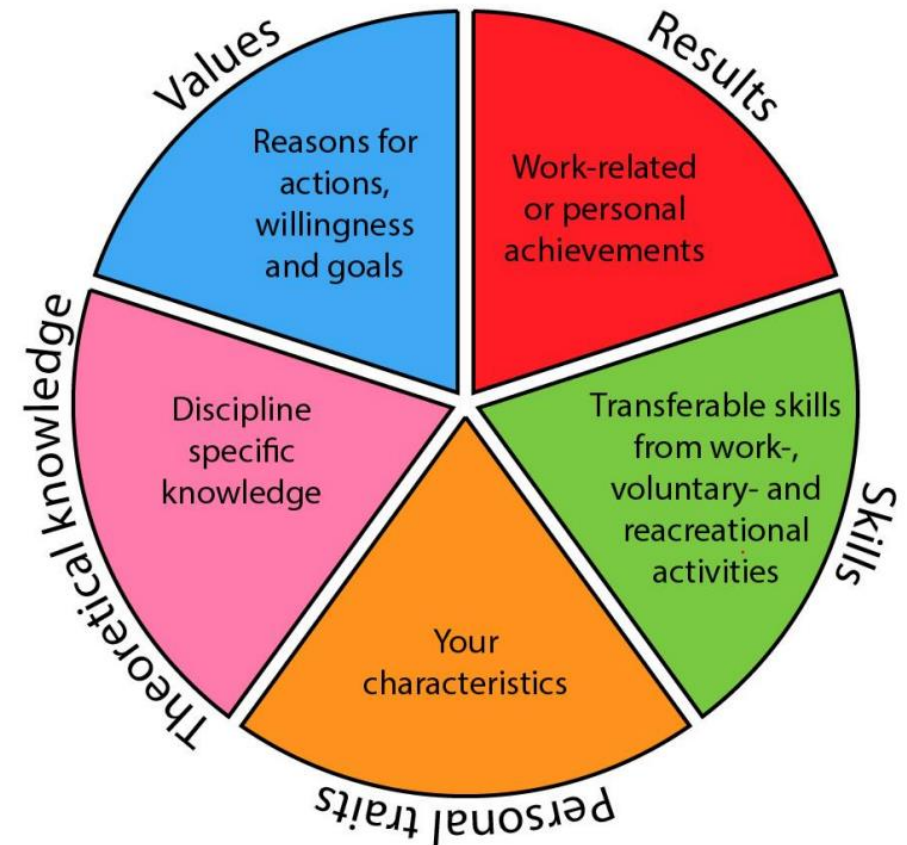 Values
Reasons for
actions,
willingness
and goals
Results
Work-related
or personal
achievements
Theoretical knowledge
Discipline
specific
knowledge
Skills
Transferable skills
from work-,
voluntary- and
reacreational
activities
Personal traits
Your
characteristics